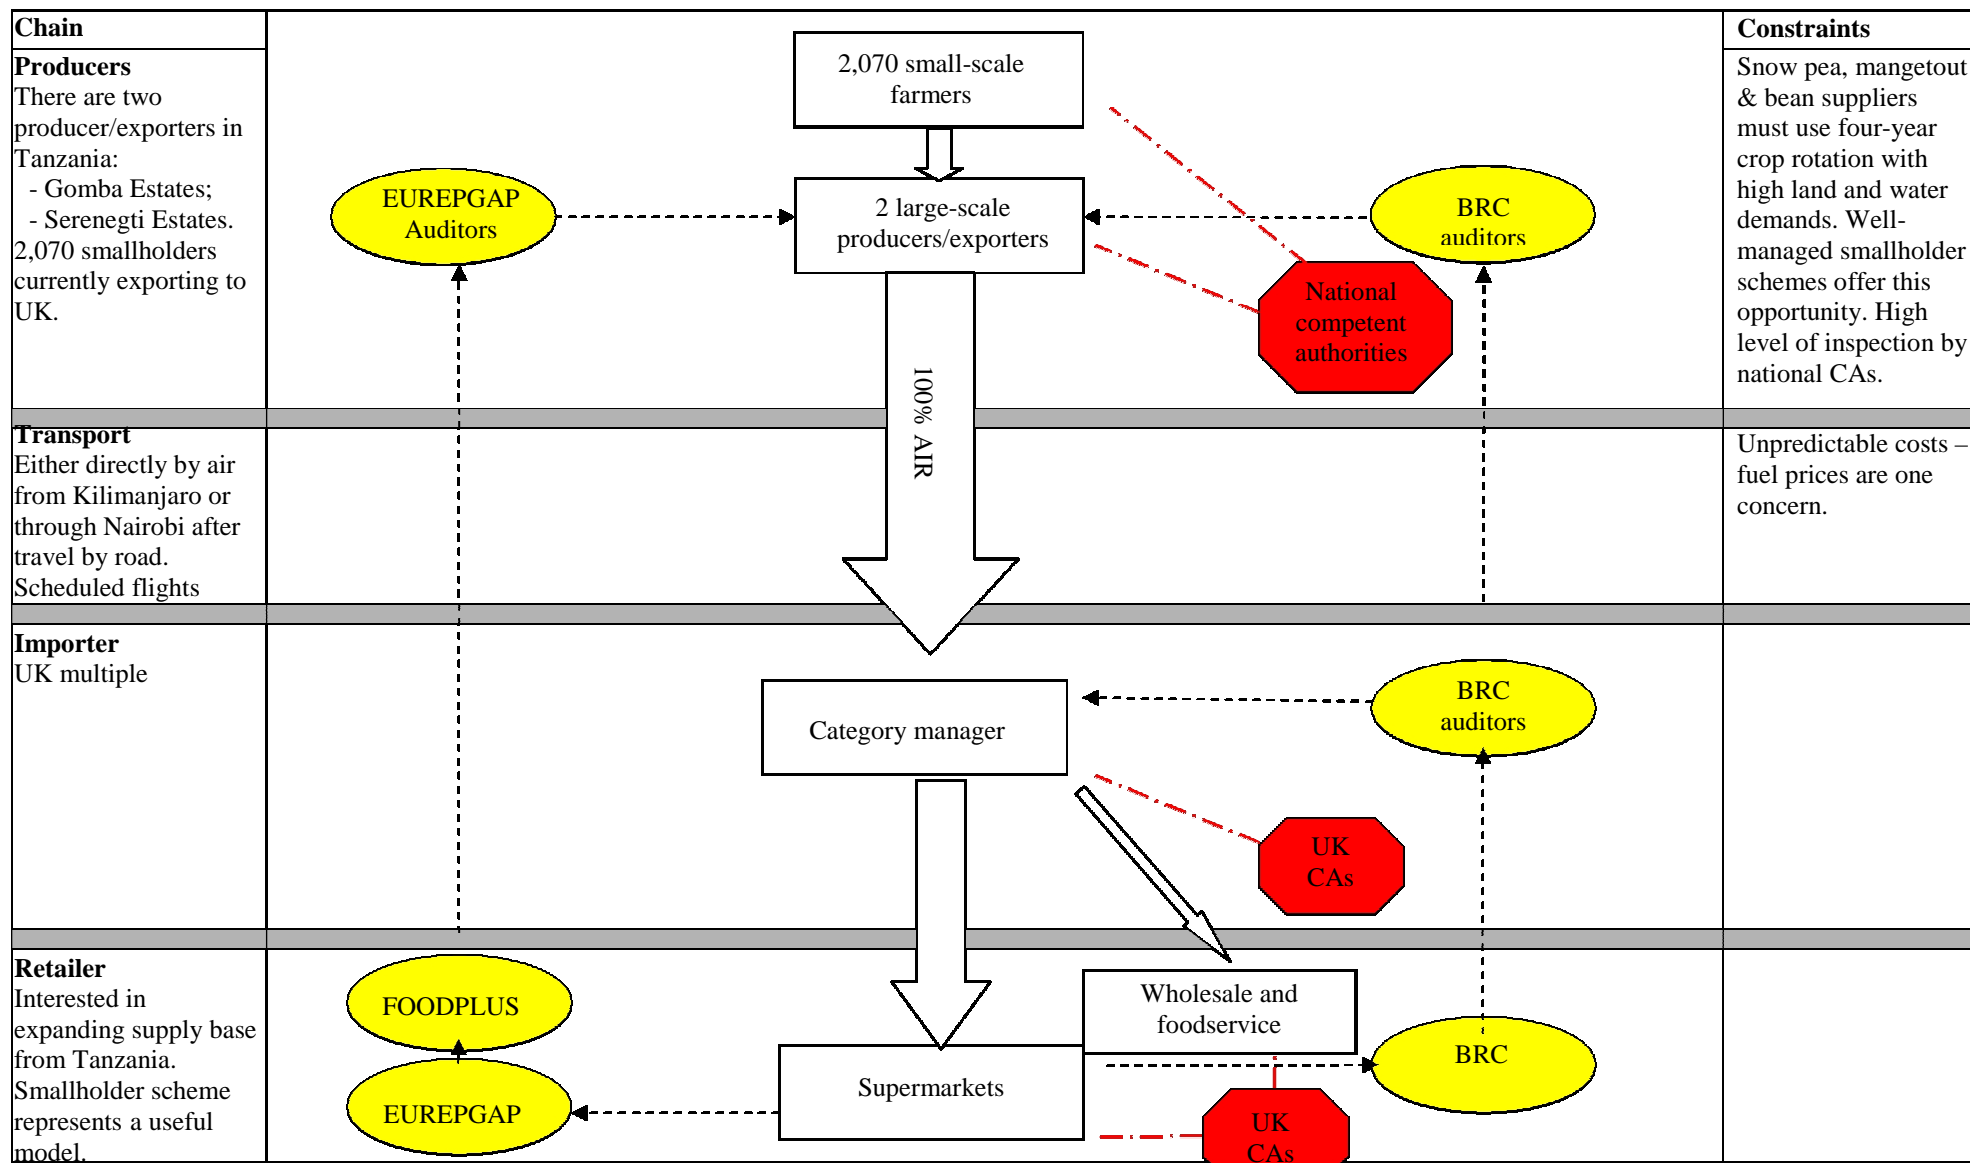 Chain
Producers
There are two
producer/exporters in
Tanzania:
- Gomba Estates;
- Serenegti Estates.
2,070 smallholders
currently exporting to
UK.
2,070 small-scale
farmers
EUREPGAP
Auditors
2 large-scale
producers/exporters
BRC
auditors
National
competent
authorities
100% AIR
Constraints
Snow pea, mangetout
& bean suppliers
must use four-year
crop rotation with
high land and water
demands. Well-
managed smallholder
schemes offer this
opportunity. High
level of inspection by
national CAs.
Transport
Either directly by air
from Kilimanjaro or
through Nairobi after
travel by road.
Scheduled flights
Unpredictable costs –
fuel prices are one
concern.
Importer
UK multiple
Category manager
BRC
auditors
UK
CAs
Retailer
Interested in
expanding supply base
from Tanzania.
Smallholder scheme
represents a useful
model.
FOODPLUS
EUREPGAP
Supermarkets
Wholesale and
foodservice
BRC
UK
CAs